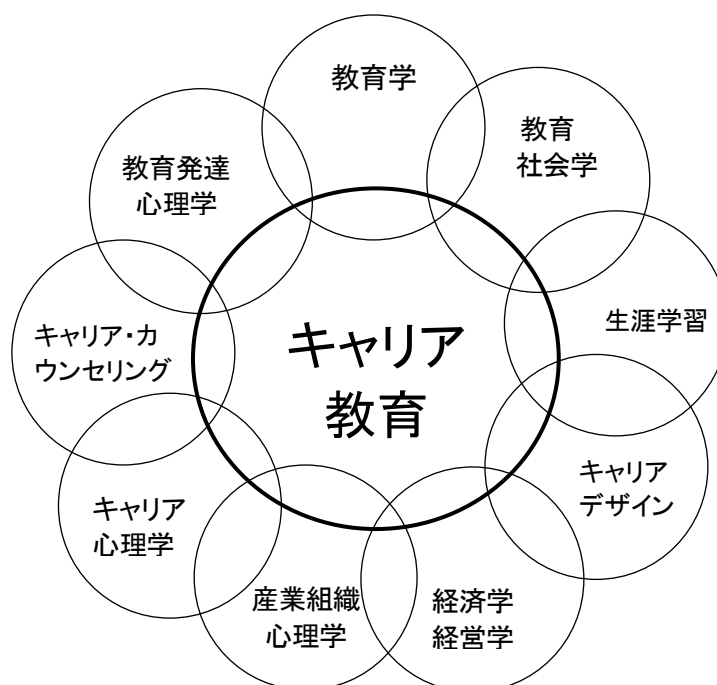 教育学
教育
社会学
教育発達
心理学
生涯学習
キャリア・カ
ウンセリング
キャリア
教育
キャリア
デザイン
キャリア
心理学
産業組織
心理学
経済学
経営学